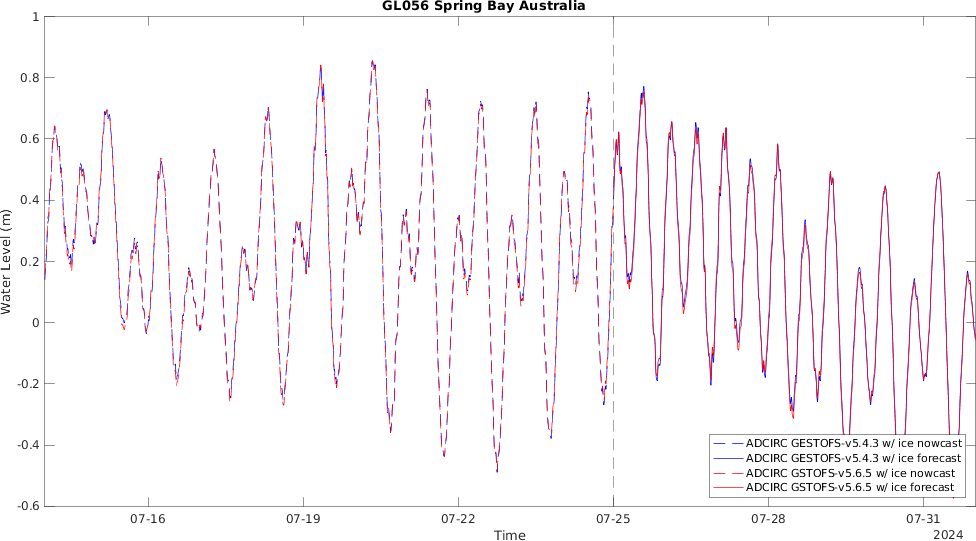 GL056 Spring Bay Australia
1
0.8
0.6
0.4
0.2
0
-0.2
-0.4
-0.6
Water Level (m)
07-16
07-19
07-22
07-25
07-28
07-31
Time
2024
ADCIRC GESTOFS-v5.4.3 w/ ice nowcast
ADCIRC GESTOFS-v5.4.3 w/ ice forecast
ADCIRC GSTOFS-v5.6.5 w/ ice nowcast
ADCIRC GSTOFS-v5.6.5 w/ ice forecast